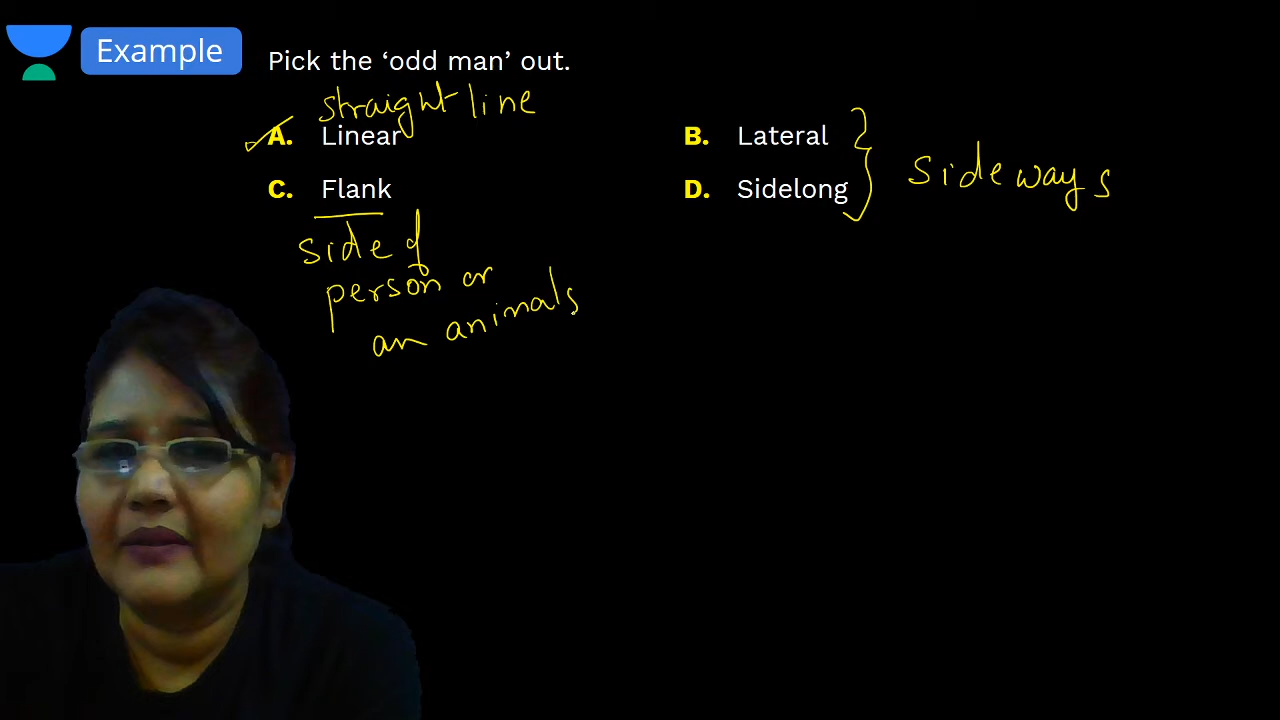 Example
Pick the ‘odd man’ out.
straight line
A. Linear
B. Lateral
C. Flank
D. Sidelong
sideways
side of
person or
an animals